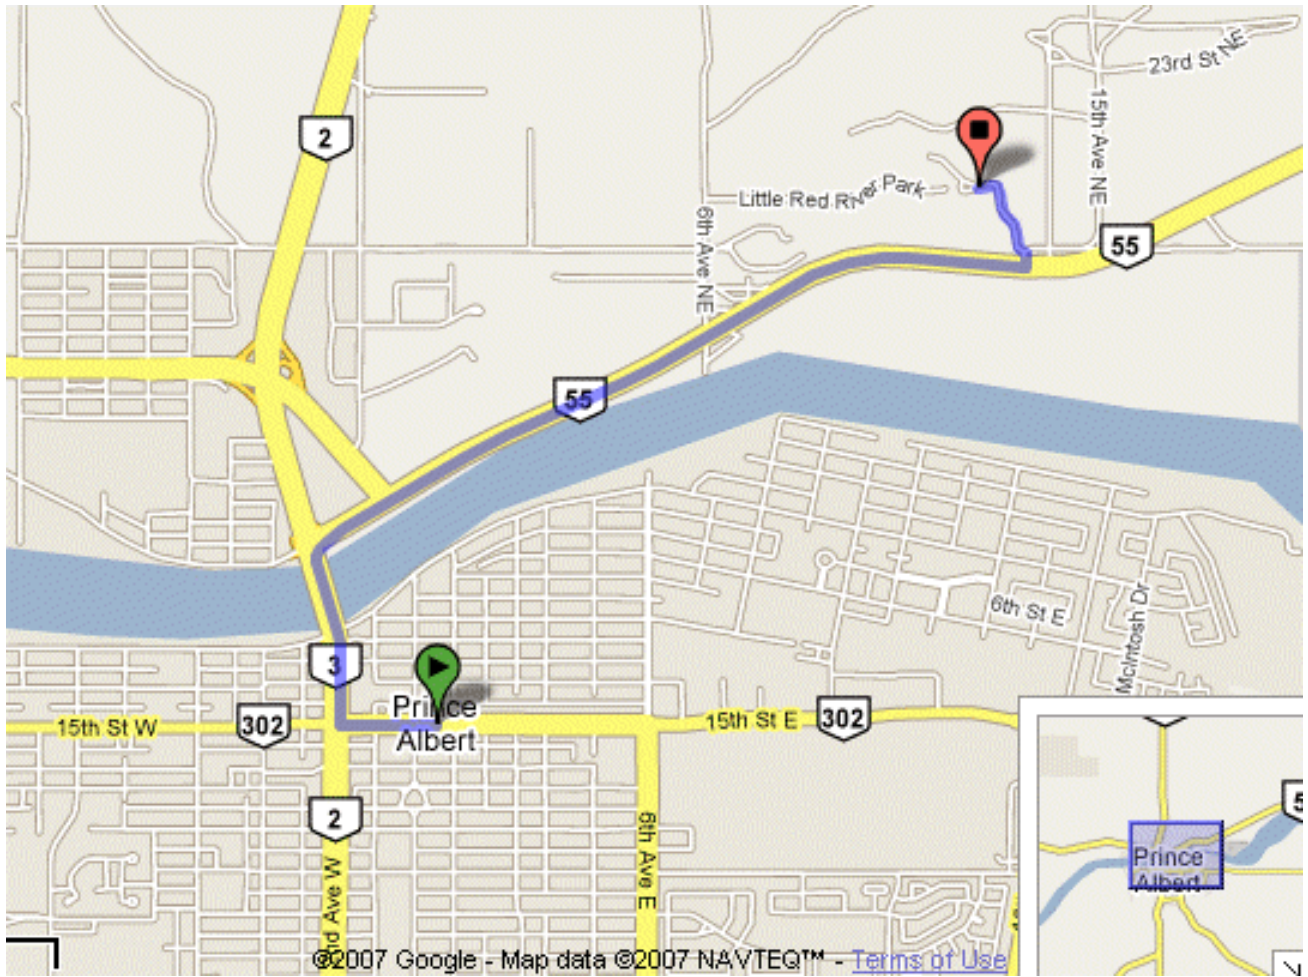 2
23rd St NE
15th Ave NE
Little Red River Park
6th Ave NE
55
55
6th St E
McIntosh Dr
3
Prince
Albert
15th St W
302
15th St E
302
2
6th Ave E
nd Ave W
Prince
Albert
5
©2007 Google - Map data ©2007 NAVTEQ™ - Terms of Use